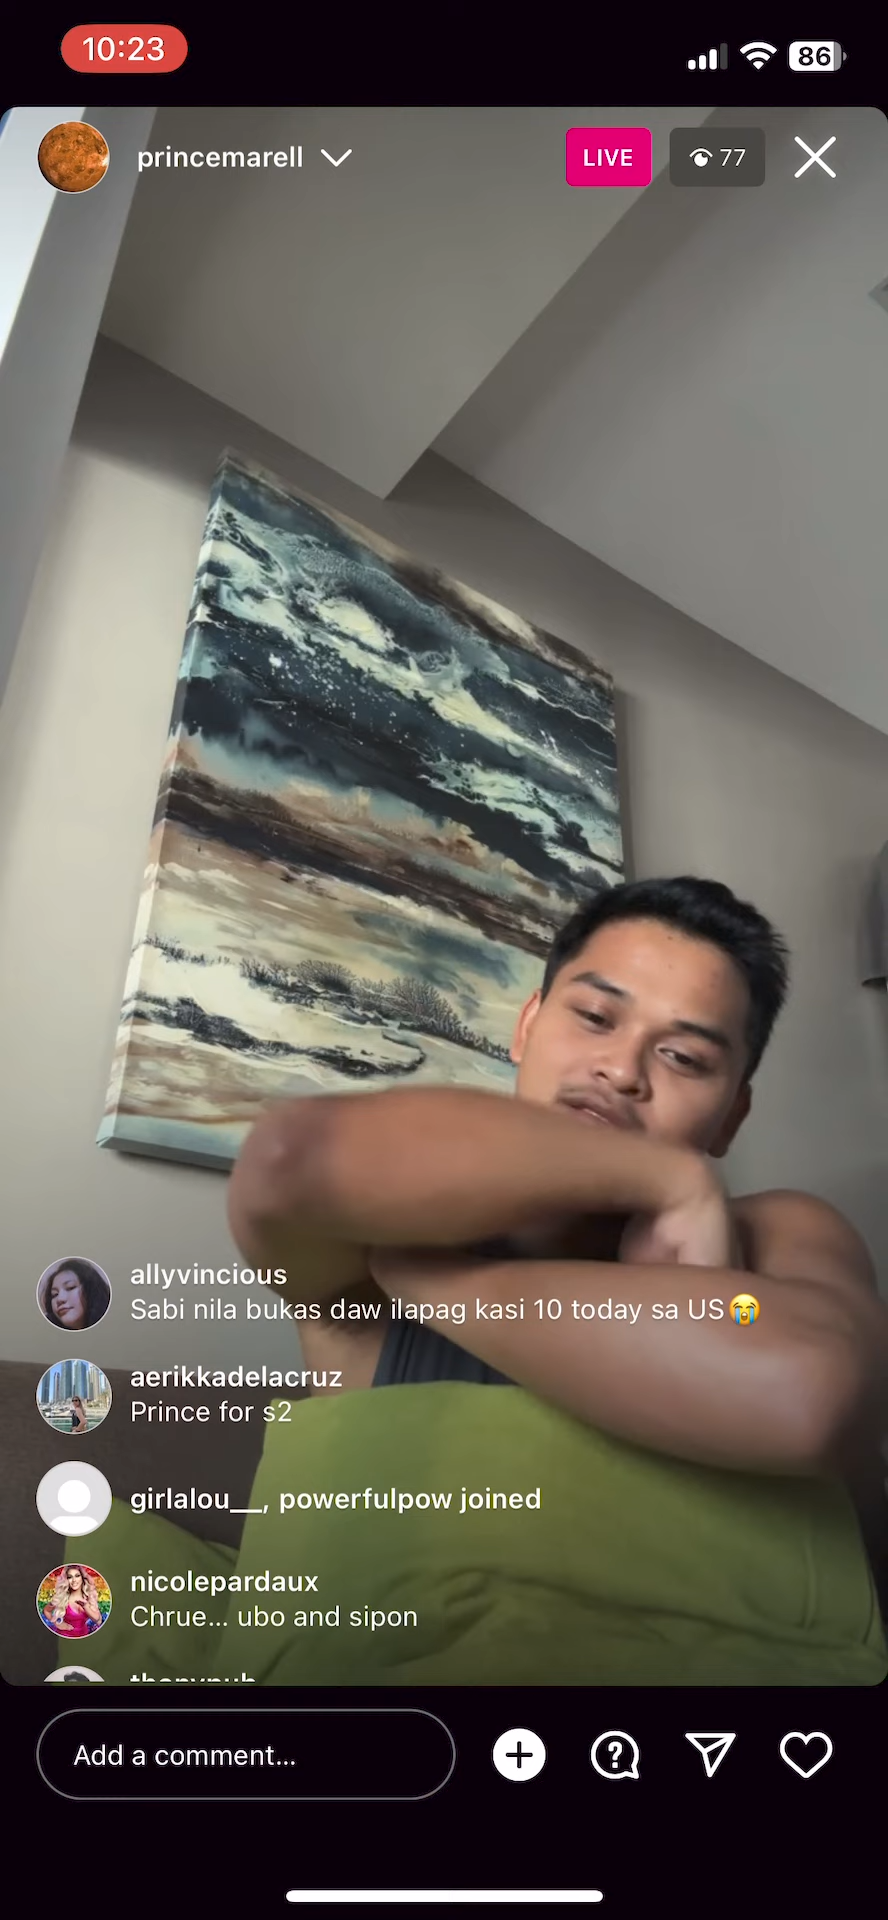 10:23
86
princemarell
LIVE
77
allyvincious
Sabi nila bukas daw ilapag kasi 10 today sa US😭
aerikkadelacruz
Prince for s2
girlalou__, powerfulpow joined
nicolepardaux
Chrue... ubo and sipon
Add a comment...